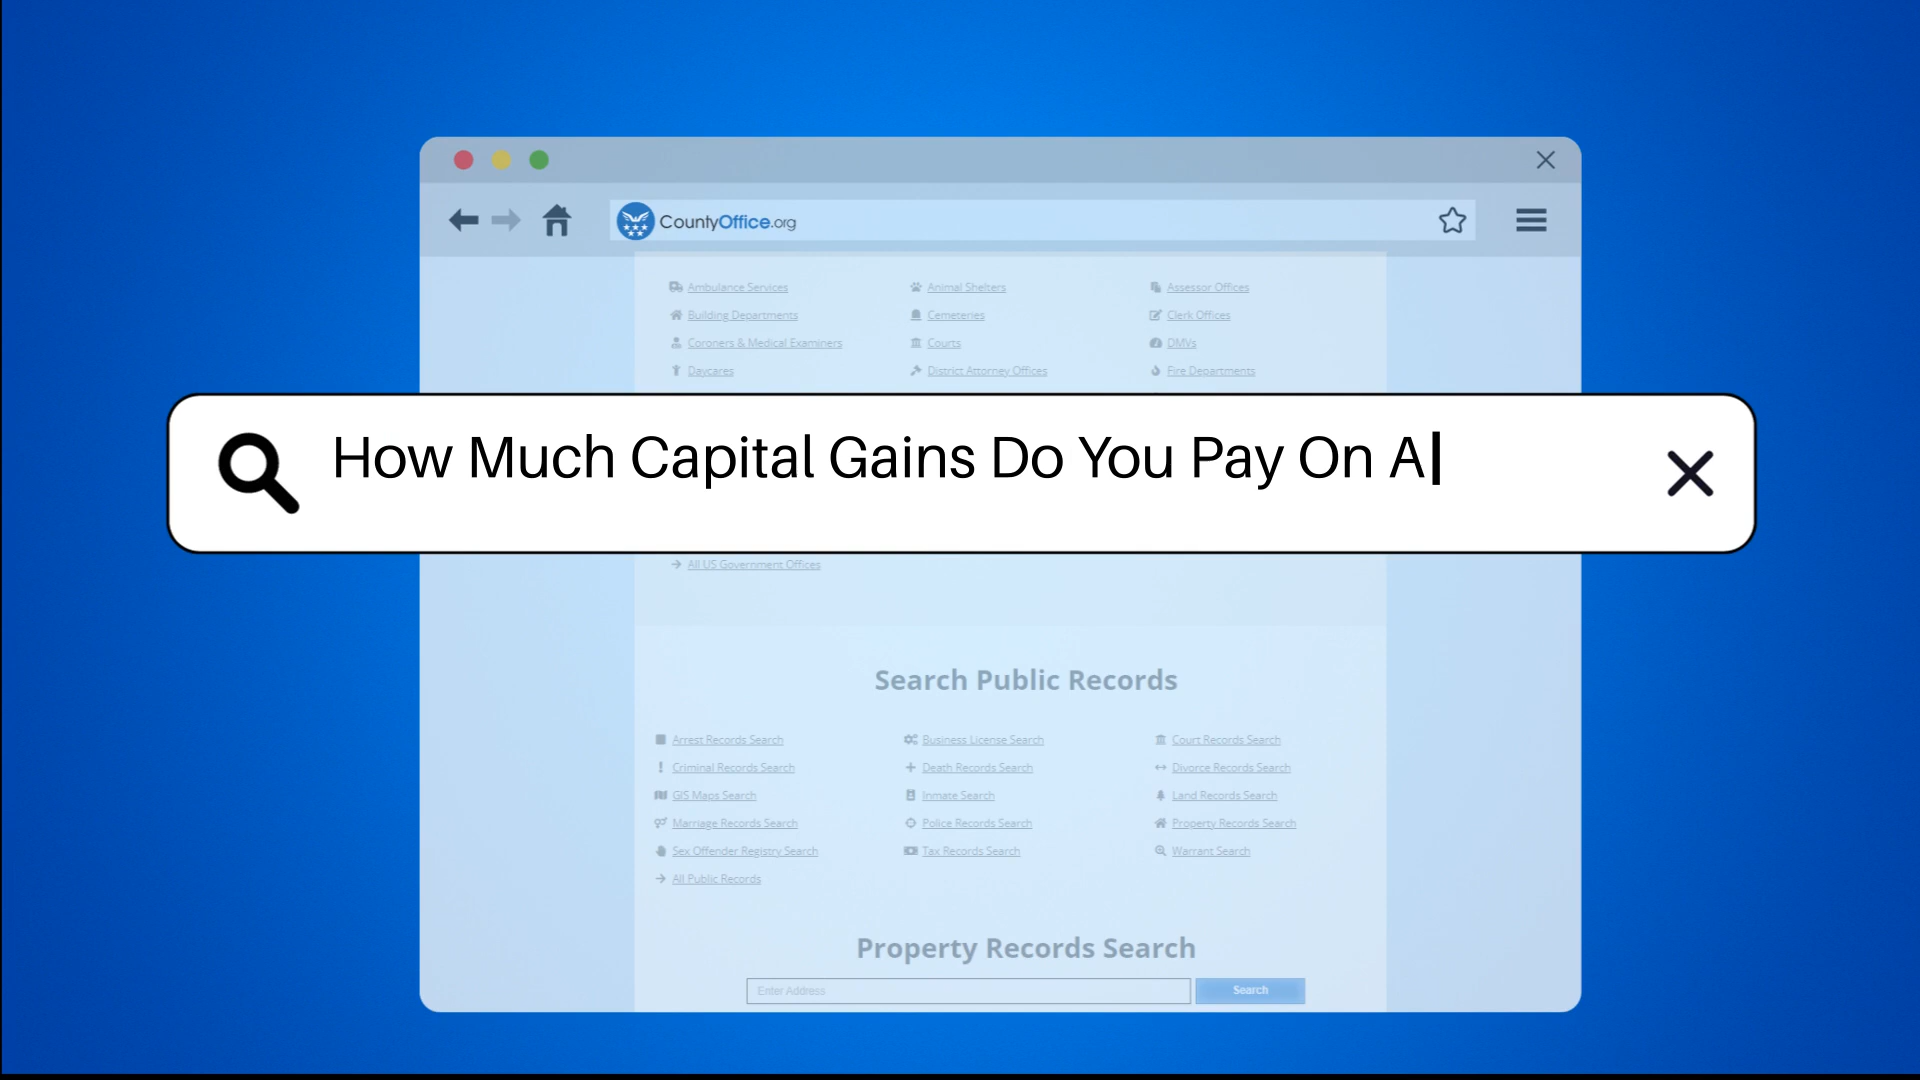 CountyOffice.org
Ambulance Services Animal Shelters Assessor Offices
Building Departments Cemeteries Clerk Offices
Coroners & Medical Examiners Courts DMVs
Daycares District Attorney Offices Fire Departments
How Much Capital Gains Do You Pay On A
All US Government Offices
Search Public Records
Arrest Records Search Business License Search Court Records Search
Criminal Records Search Death Records Search Divorce Records Search
GIS Maps Search Inmate Search Land Records Search
Marriage Records Search Police Records Search Property Records Search
Sex Offender Registry Search Tax Records Search Warrant Search
All Public Records
Property Records Search
Enter Address Search